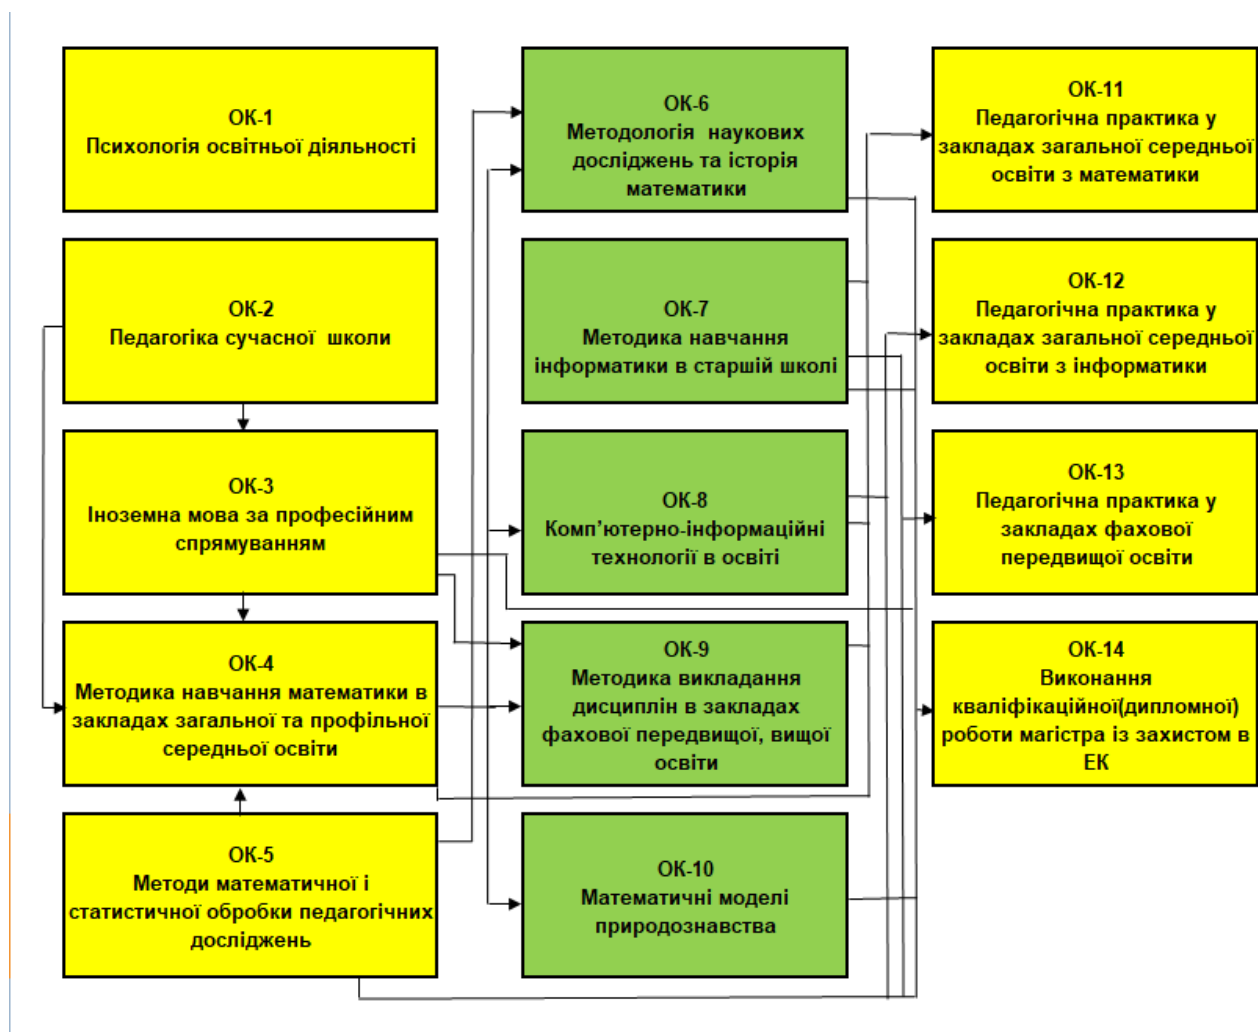 ОК-1
Психологія освітньої діяльності
ОК-2
Педагогіка сучасної школи
ОК-3
Іноземна мова за професійним
спрямуванням
ОК-4
Методика навчання математики в
закладах загальної та профільної
середньої освіти
ОК-5
Методи математичної і
статистичної обробки педагогічних
досліджень
ОК-6
Методологія наукових
досліджень та історія
математики
ОК-7
Методика навчання
інформатики в старшій школі
ОК-8
Комп’ютерно-інформаційні
технології в освіті
ОК-9
Методика викладання
дисциплін в закладах
фахової передвищої, вищої
освіти
ОК-10
Математичні моделі
природознавства
ОК-11
Педагогічна практика у
закладах загальної середньої
освіти з математики
ОК-12
Педагогічна практика у
закладах загальної середньої
освіти з інформатики
ОК-13
Педагогічна практика у
закладах фахової
передвищої освіти
ОК-14
Виконання
кваліфікаційної(дипломної)
роботи магістра із захистом в
ЕК